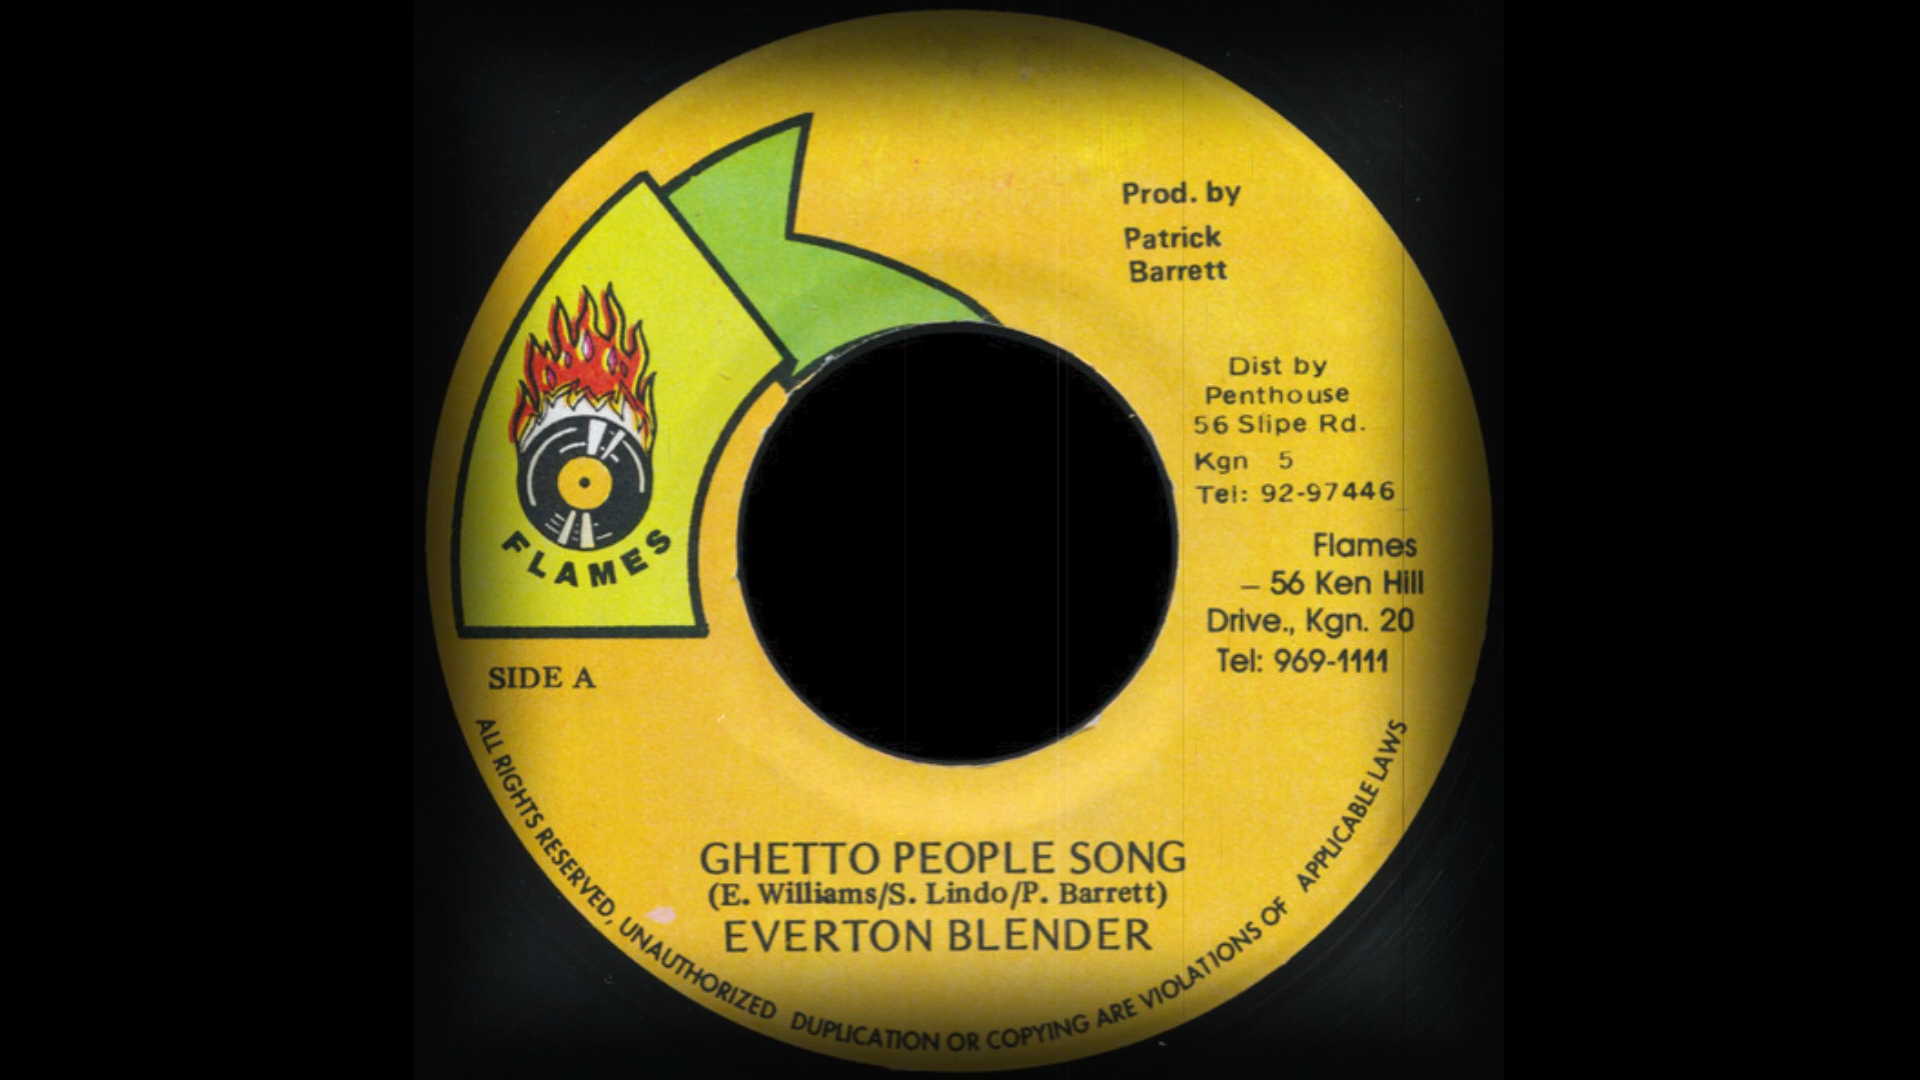 Prod. by
Patrick
Barrett
Dist by
Penthouse
56 Slipe Rd.
Kgn 5
Tel: 92-97446
Flames
– 56 Ken Hill
Drive., Kgn. 20
Tel: 969-1111
FLAMES
SIDE A
GHETTO PEOPLE SONG
(E. Williams/S. Lindo/P. Barrett)
EVERTON BLENDER
ALL RIGHTS RESERVED, UNAUTHORIZED DUPLICATION OR COPYING ARE VIOLATIONS OF APPLICABLE LAWS